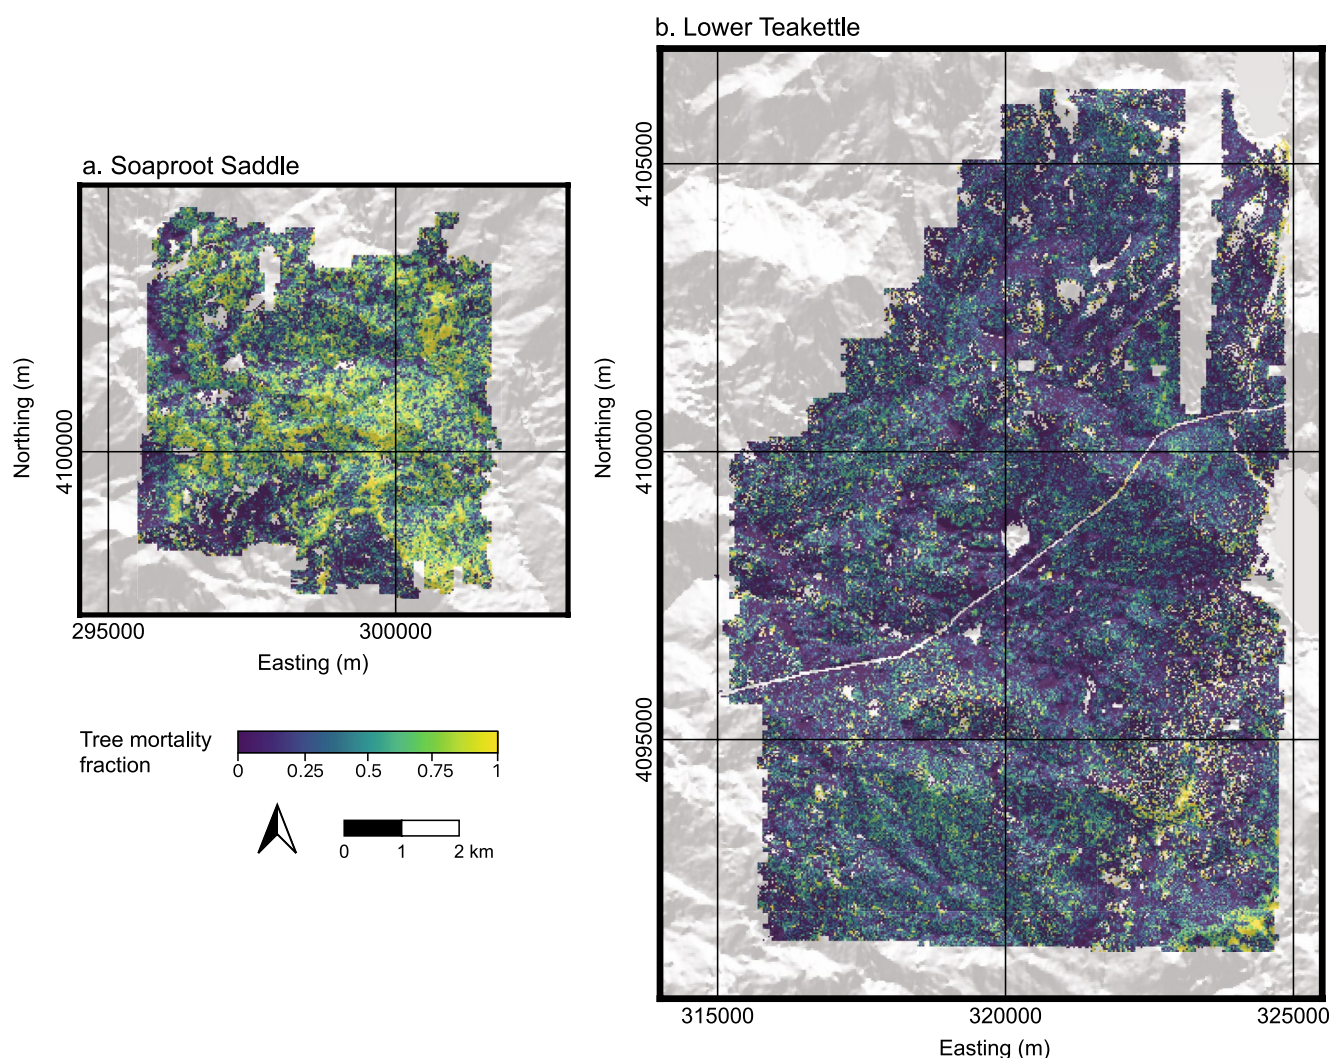 b. Lower Teakettle
a. Soaproot Saddle
Northing (m)
4100000
295000
300000
Easting (m)
Tree mortality
fraction
0
0.25
0.5
0.75
1
0
1
2 km
Northing (m)
4105000
4100000
4095000
315000
320000
325000
Easting (m)